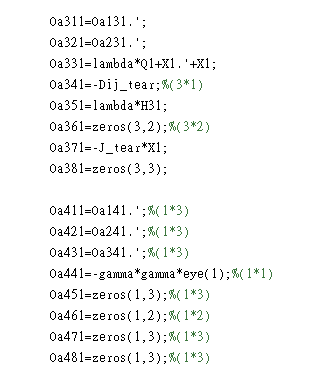 Oa311=Oa131.';
Oa321=Oa231.';
Oa331=lambda*Q1+X1.'+X1;
Oa341=-Dij_tear;%(3*1)
Oa351=lambda*H31;
Oa361=zeros(3,2);%(3*2)
Oa371=-J_tear*X1;
Oa381=zeros(3,3);
Oa411=Oa141.';%(1*3)
Oa421=Oa241.';%(1*3)
Oa431=Oa341.';%(1*3)
Oa441=-gamma*gamma*eye(1);%(1*1)
Oa451=zeros(1,3);%(1*3)
Oa461=zeros(1,2);%(1*2)
Oa471=zeros(1,3);%(1*3)
Oa481=zeros(1,3);%(1*3)